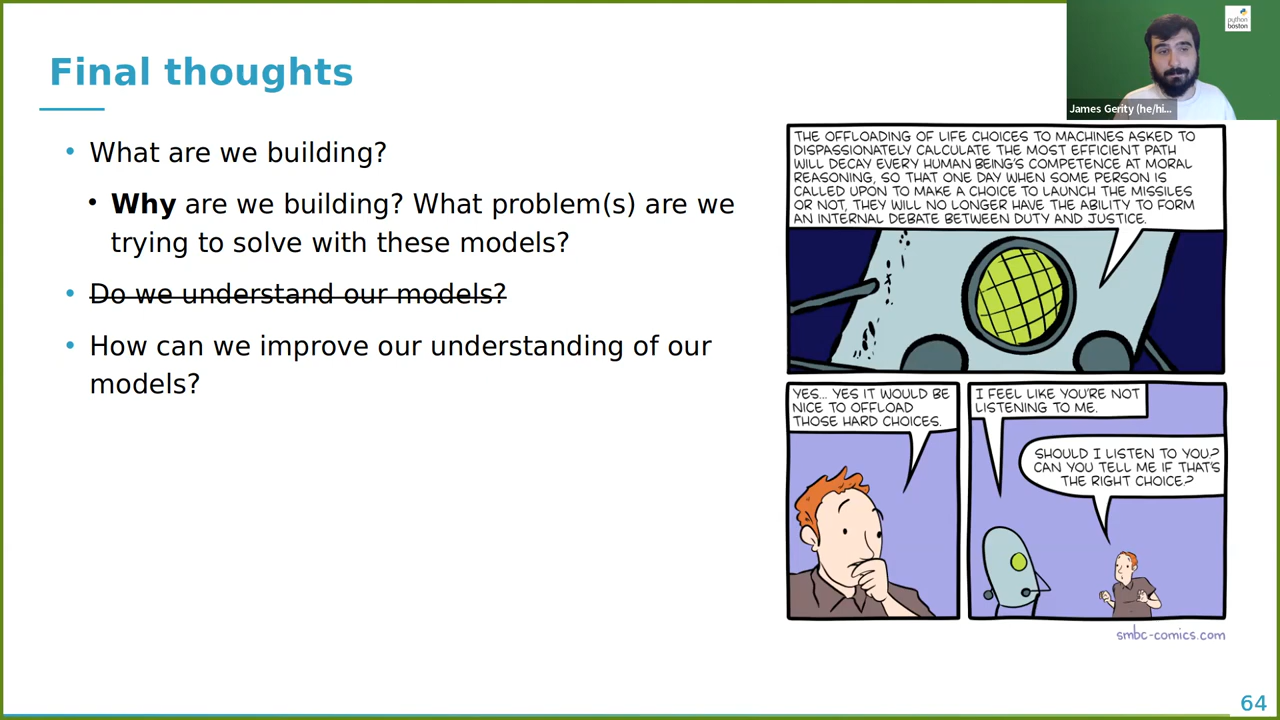 Final thoughts
python
boston
James Gerity (he/hi...
• What are we building?
• Why are we building? What problem(s) are we
trying to solve with these models?
• Do we understand our models?
• How can we improve our understanding of our
models?
THE OFFLOADING OF LIFE CHOICES TO MACHINES ASKED TO
DISPASSIONATELY CALCULATE THE MOST EFFICIENT PATH
WILL DECAY EVERY HUMAN BEING'S COMPETENCE AT MORAL
REASONING, SO THAT ONE DAY WHEN SOME PERSON IS
CALLED UPON TO MAKE A CHOICE TO LAUNCH THE MISSILES
OR NOT, THEY WILL NO LONGER HAVE THE ABILITY TO FORM
AN INTERNAL DEBATE BETWEEN DUTY AND JUSTICE.
YES... YES IT WOULD BE
NICE TO OFFLOAD
THOSE HARD CHOICES.
I FEEL LIKE YOU'RE NOT
LISTENING TO ME.
SHOULD I LISTEN TO YOU?
CAN YOU TELL ME IF THAT'S
THE RIGHT CHOICE?
smbc-comics.com
64